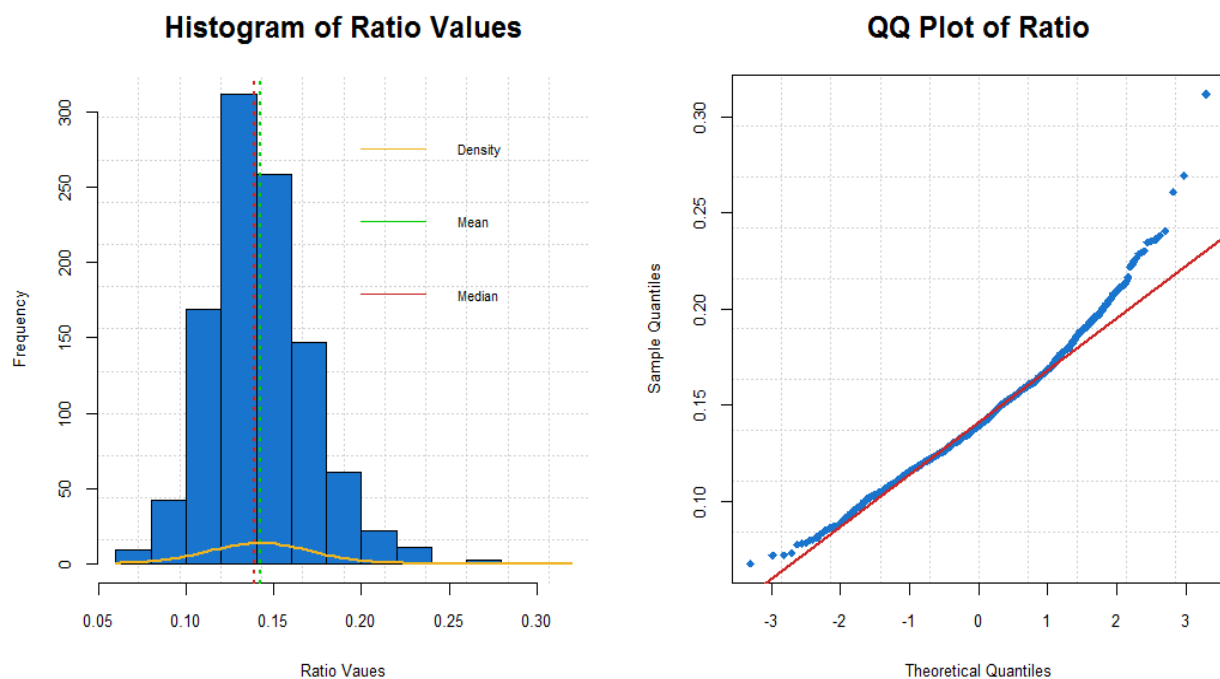 Histogram of Ratio Values
Frequency
300
250
200
150
100
50
0
Density
Mean
Median
0.05 0.10 0.15 0.20 0.25 0.30
Ratio Vaues
QQ Plot of Ratio
Sample Quantiles
0.30
0.25
0.20
0.15
0.10
-3 -2 -1 0 1 2 3
Theoretical Quantiles